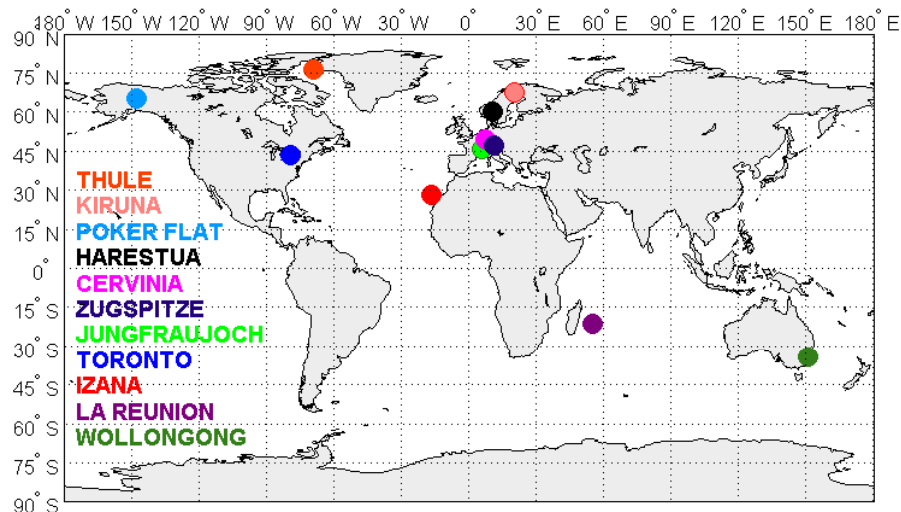 180° W 150° W 120° W 90° W 60° W 30° W 0° 30° E 60° E 90° E 120° E 150° E 180° E
90° N
75° N
60° N
45° N
30° N
15° N
0°
15° S
30° S
45° S
60° S
75° S
90° S
THULE
KIRUNA
POKER FLAT
HARESTUA
CERVINIA
ZUGSPITZE
JUNGFRAUJOCH
TORONTO
IZANA
LA REUNION
WOLLONGONG